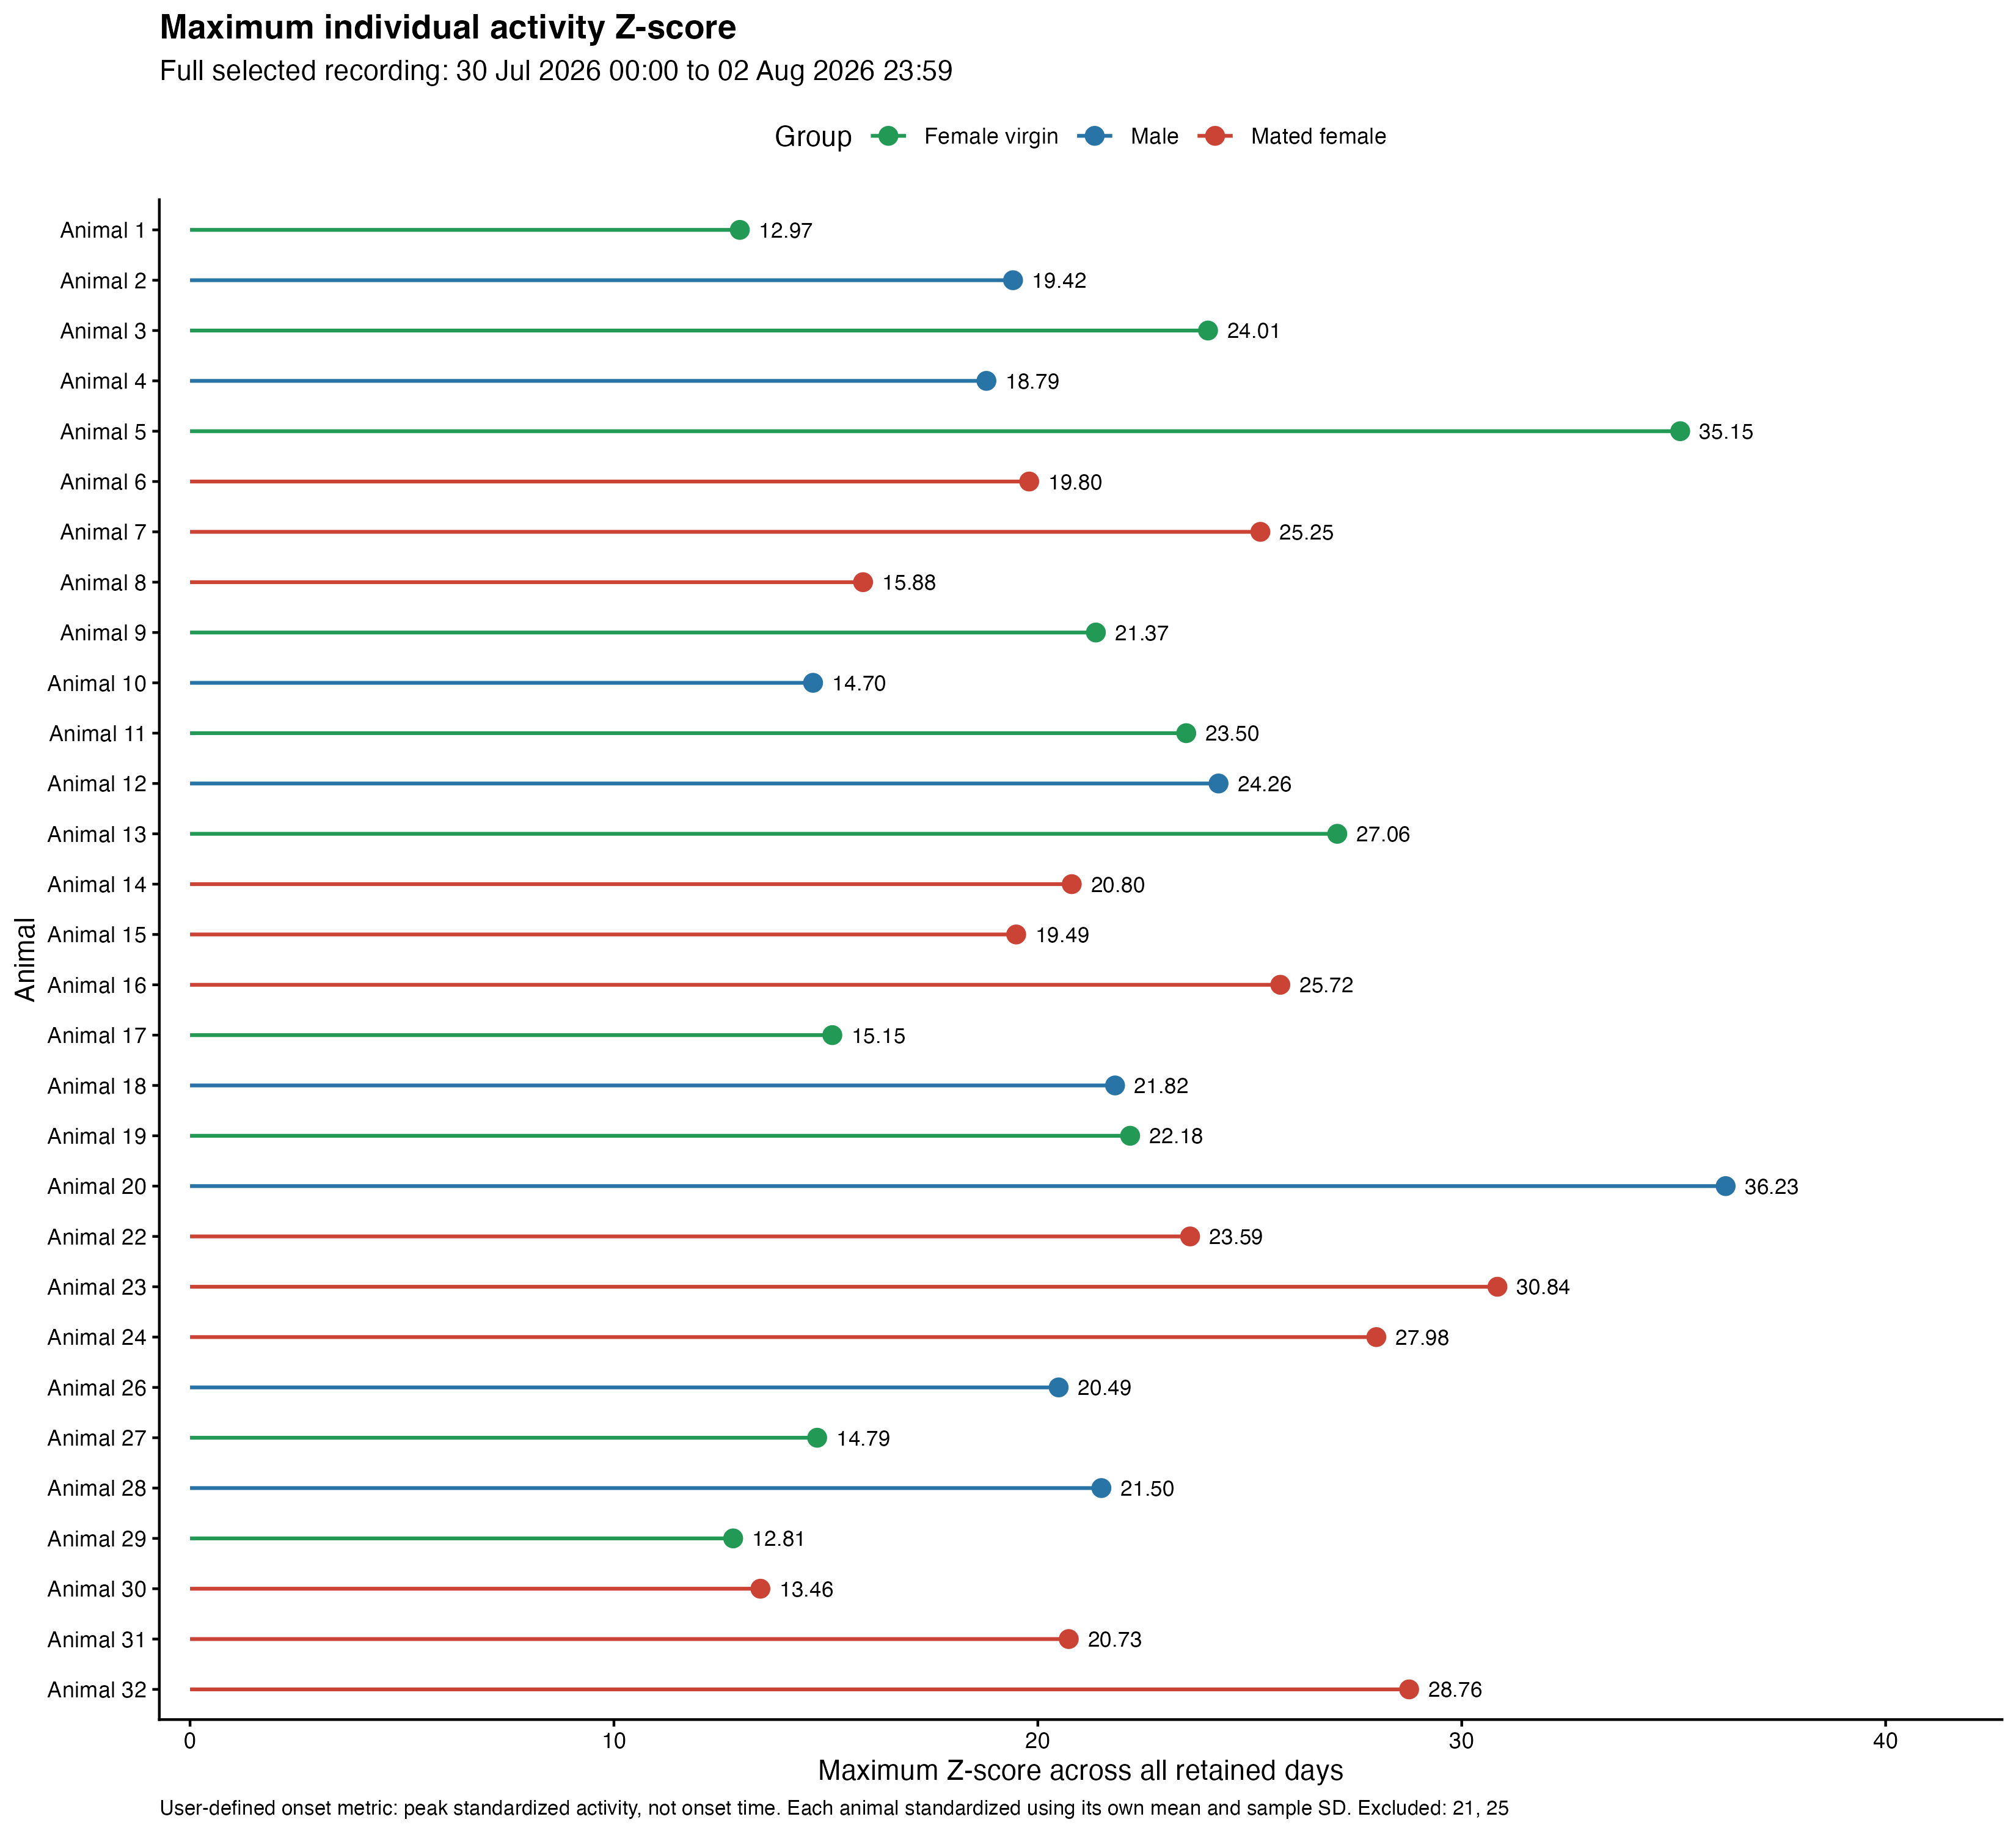 Maximum individual activity Z-score
Full selected recording: 30 Jul 2026 00:00 to 02 Aug 2026 23:59
Group Female virgin Male Mated female
Animal 1 12.97
Animal 2 19.42
Animal 3 24.01
Animal 4 18.79
Animal 5 35.15
Animal 6 19.80
Animal 7 25.25
Animal 8 15.88
Animal 9 21.37
Animal 10 14.70
Animal 11 23.50
Animal 12 24.26
Animal 13 27.06
Animal 14 20.80
Animal 15 19.49
Animal 16 25.72
Animal 17 15.15
Animal 18 21.82
Animal 19 22.18
Animal 20 36.23
Animal 22 23.59
Animal 23 30.84
Animal 24 27.98
Animal 26 20.49
Animal 27 14.79
Animal 28 21.50
Animal 29 12.81
Animal 30 13.46
Animal 31 20.73
Animal 32 28.76
Animal
0 10 20 30 40
Maximum Z-score across all retained days
User-defined onset metric: peak standardized activity, not onset time. Each animal standardized using its own mean and sample SD. Excluded: 21, 25